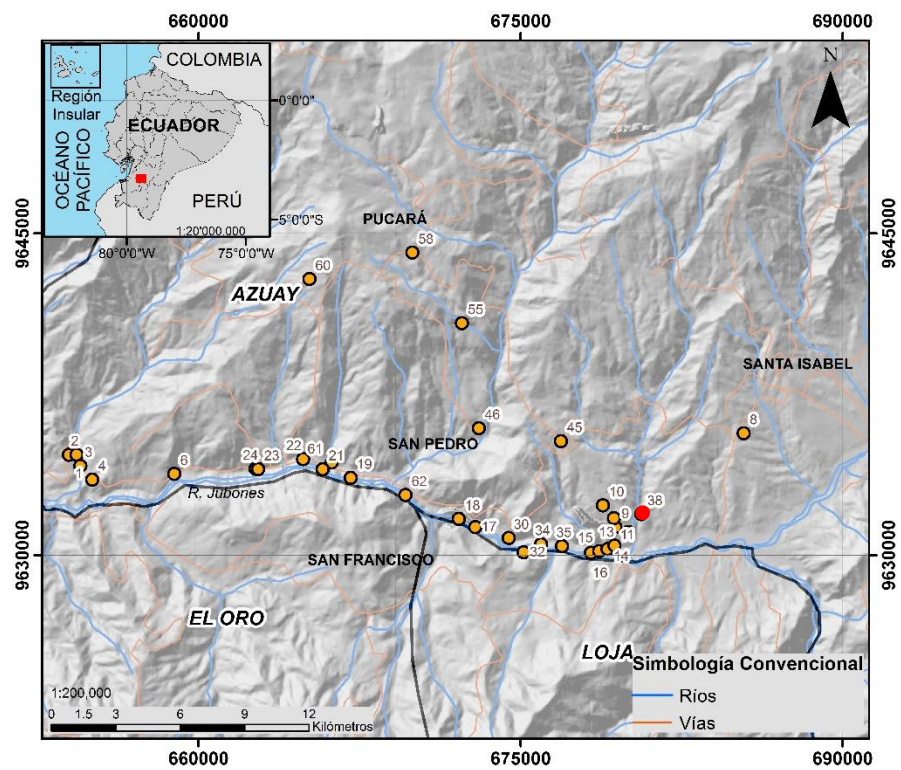 660000 675000 690000
COLOMBIA
N
Región
Insular
0°0'0"
ECUADOR
OCÉANO
PACÍFICO
PERÚ
5°0'0"S
1:20'000.000
80°0'0"W 75°0'0"W
PUCARÁ
58
9645000 9645000
60
AZUAY
55
SANTA ISABEL
8
46
45
SAN PEDRO
2
3
1
4
6
24
23
22
61
21
19
62
R. Jubones
18
17
30
34
32
35
15
16
13
14
10
9
11
38
9630000 9630000
SAN FRANCISCO
EL ORO
LOJA
Simbología Convencional
Ríos
Vías
1:200,000
0 1.5 3 6 9 12
Kilómetros
660000 675000 690000